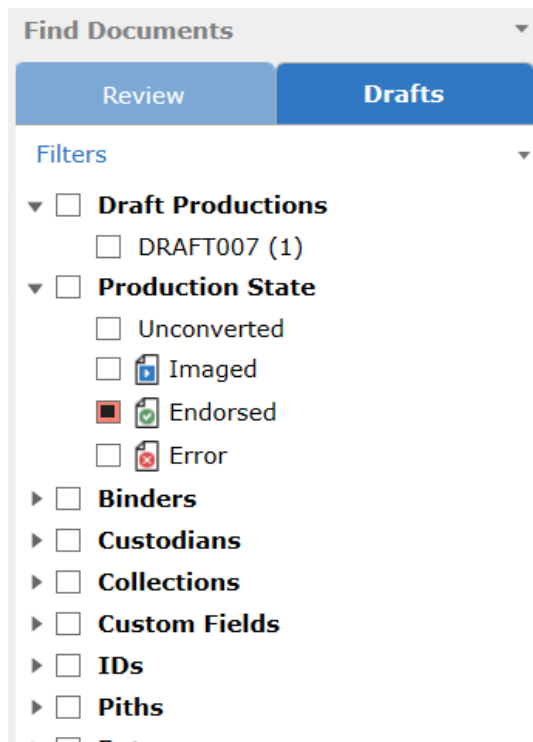 Find Documents
Review
Drafts
Filters
Draft Productions
DRAFT007 (1)
Production State
Unconverted
Imaged
Endorsed
Error
Binders
Custodians
Collections
Custom Fields
IDs
Piths